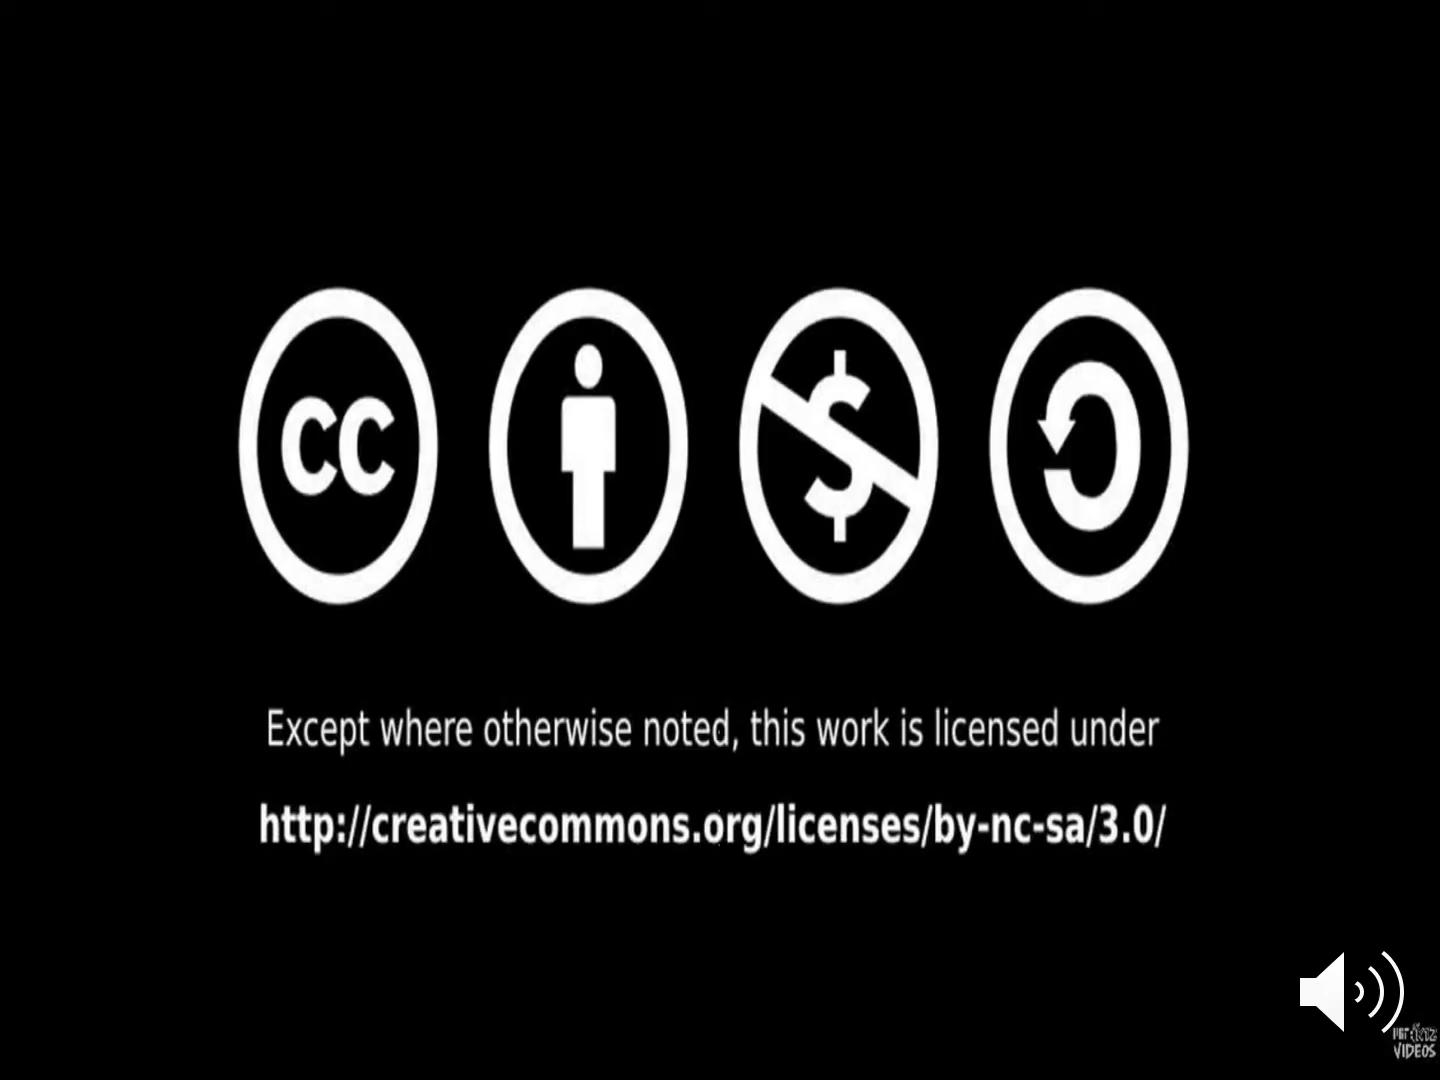 cc
$
Except where otherwise noted, this work is licensed under
http://creativecommons.org/licenses/by-nc-sa/3.0/
VIDEOS